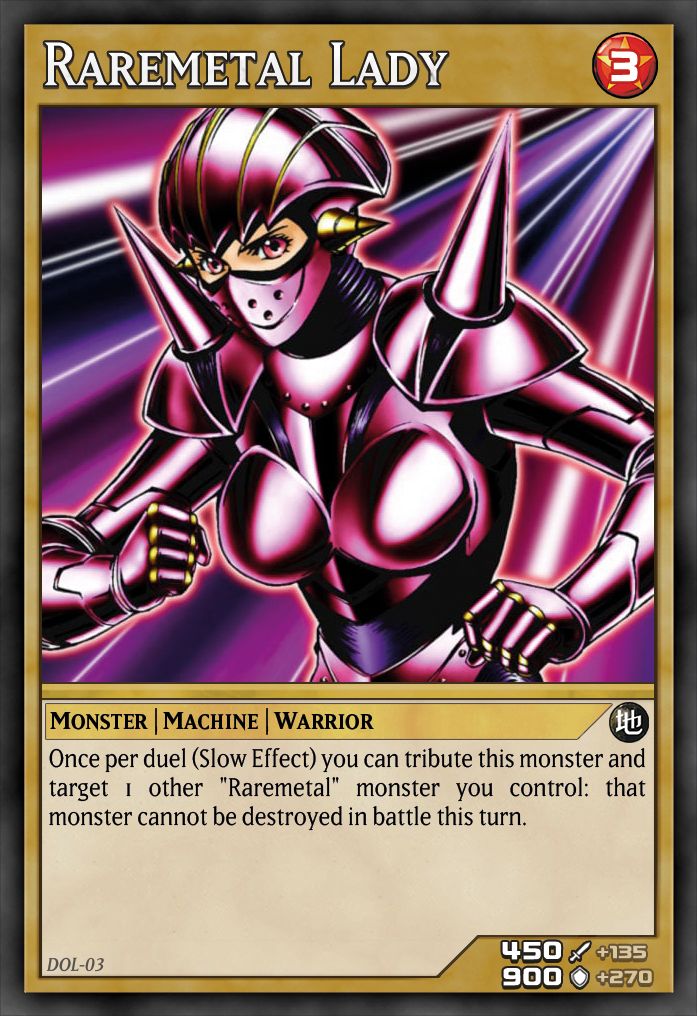 Raremetal Lady
3
Monster | Machine | Warrior
地
Once per duel (Slow Effect) you can tribute this monster and
target 1 other "Raremetal" monster you control: that
monster cannot be destroyed in battle this turn.
450 +135
DOL-03
900 +270